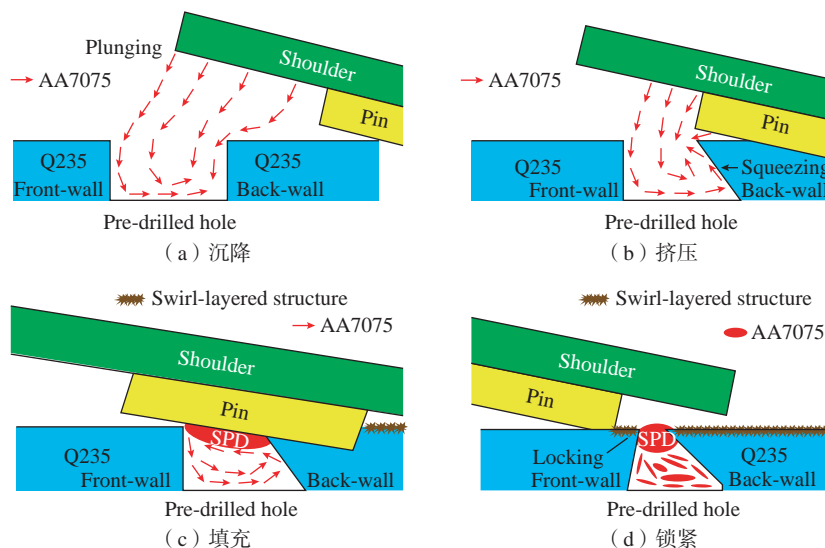 Plunging
Shoulder
AA7075
Pin
Q235
Front-wall
Q235
Back-wall
Pre-drilled hole
（a）沉降
AA7075
Shoulder
Pin
Q235
Front-wall
Squeezing
Back-wall
Pre-drilled hole
（b）挤压
Swirl-layered structure
AA7075
Shoulder
Pin
SPD
Q235
Front-wall
Back-wall
Pre-drilled hole
（c）填充
Swirl-layered structure
AA7075
Shoulder
Pin
SPD
Locking
Front-wall
Q235
Back-wall
Pre-drilled hole
（d）锁紧